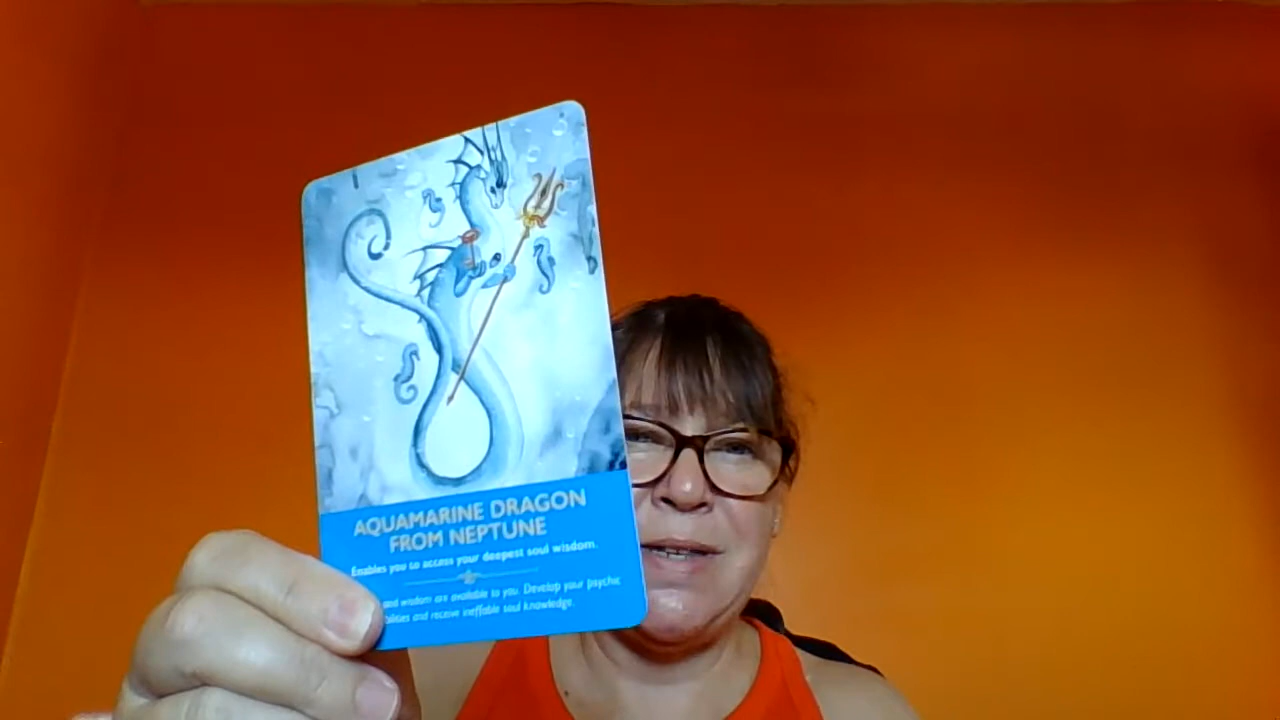 AQUAMARINE DRAGON
FROM NEPTUNE
Enables you to access your deepest soul wisdom.
and wisdom are available to you. Develop your psychic
bilities and receive ineffable soul knowledge.